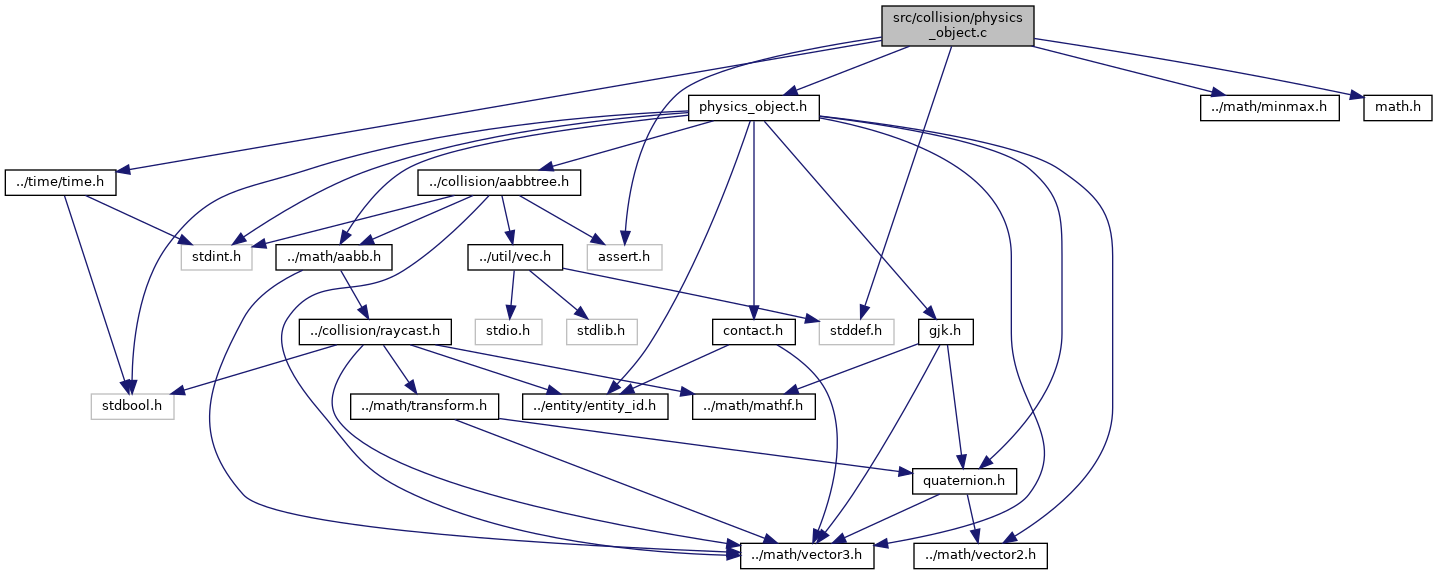 src/collision/physics
_object.c
physics_object.h
../math/minmax.h
math.h
../time/time.h
../collision/aabbtree.h
stdint.h
../math/aabb.h
../util/vec.h
assert.h
../collision/raycast.h
stdio.h
stdlib.h
contact.h
stddef.h
gjk.h
stdbool.h
../math/transform.h
../entity/entity_id.h
../math/mathf.h
quaternion.h
../math/vector3.h
../math/vector2.h